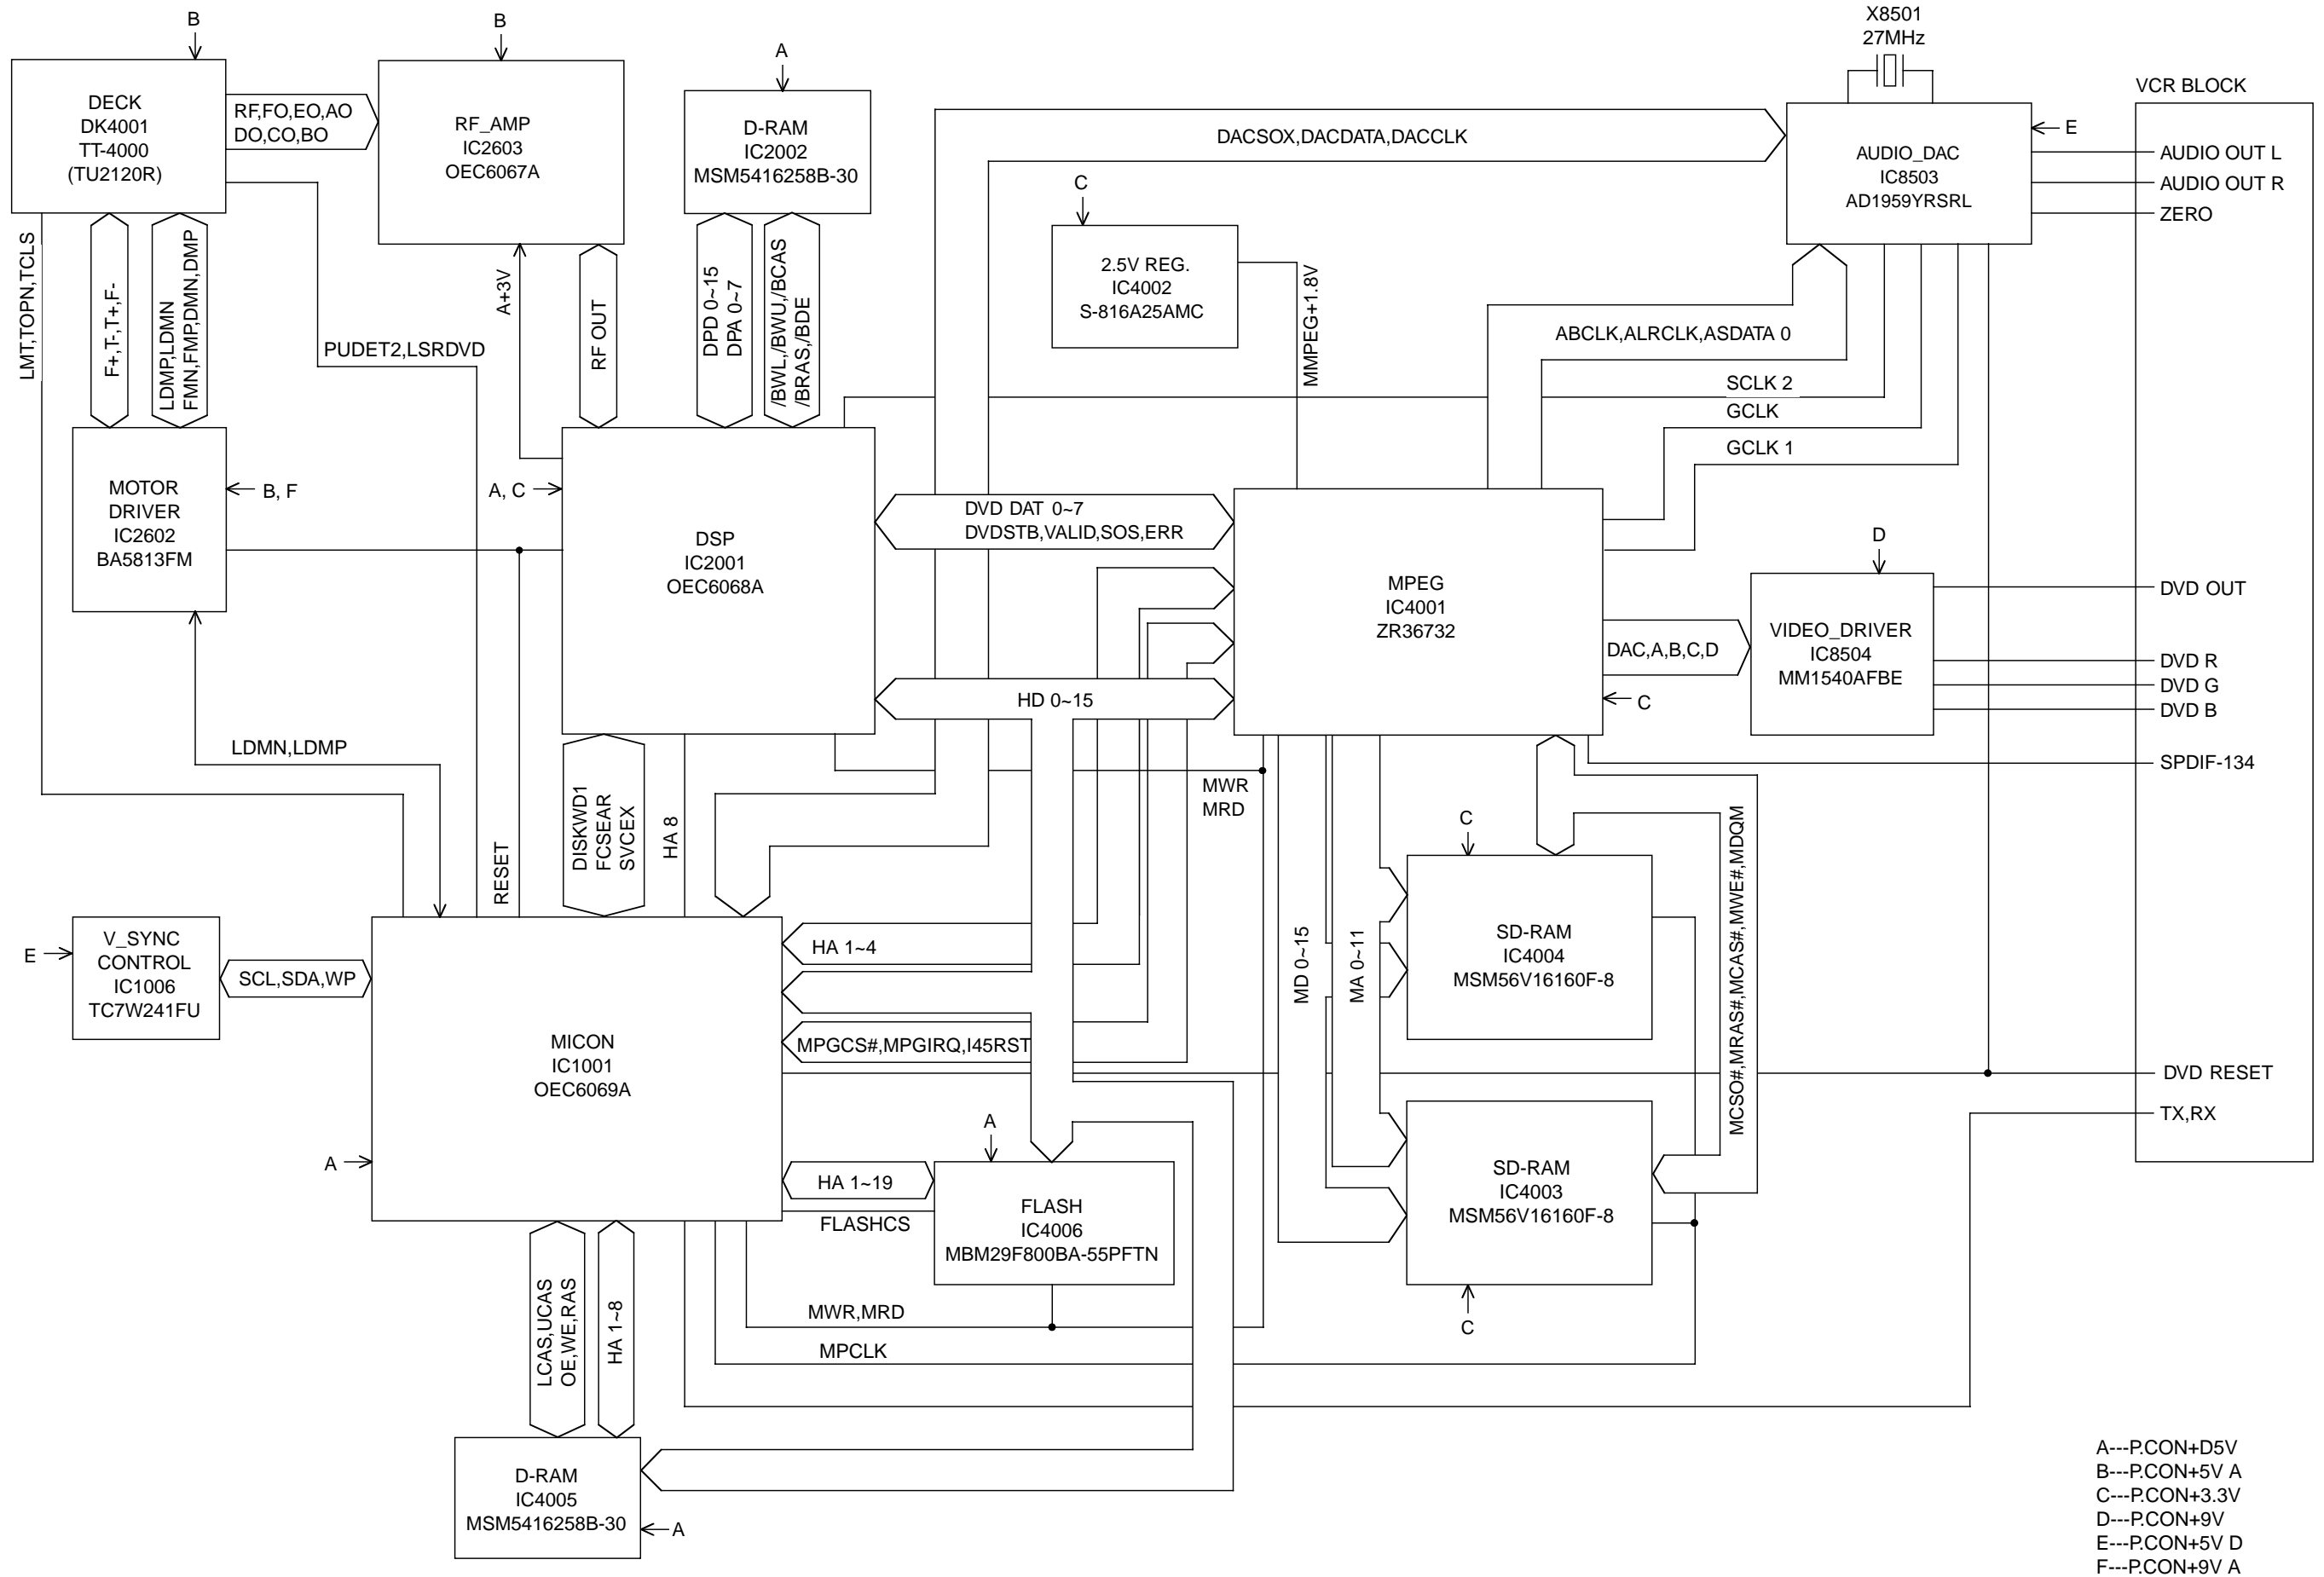 X8501
27MHz
B
B
A
VCR BLOCK
DECK
DK4001
TT-4000
(TU2120R)
RF,FO,EO,AO
DO,CO,BO
RF_AMP
IC2603
OEC6067A
D-RAM
IC2002
MSM5416258B-30
DACSOX,DACDATA,DACCLK
AUDIO_DAC
IC8503
AD1959YRSRL
E
AUDIO OUT L
AUDIO OUT R
ZERO
C
2.5V REG.
IC4002
S-816A25AMC
MMPEG+1.8V
LMT,TOPN,TCLS
F+,T-,T+,F-
LDMP,LDMN
FMN,FMP,DMN,DMP
PUDET2,LSRDVD
A+3V
RF OUT
DPD 0~15
DPA 0~7
/BWL,/BWU,/BCAS
/BRAS,/BDE
ABCLK,ALRCLK,ASDATA 0
SCLK 2
GCLK
GCLK 1
MOTOR
DRIVER
IC2602
BA5813FM
B, F
A, C
DSP
IC2001
OEC6068A
DVD DAT 0~7
DVDSTB,VALID,SOS,ERR
MPEG
IC4001
ZR36732
C
D
DAC,A,B,C,D
VIDEO_DRIVER
IC8504
MM1540AFBE
DVD OUT
DVD R
DVD G
DVD B
SPDIF-134
HD 0~15
LDMN,LDMP
RESET
DISKWD1
FCSEAR
SVCEX
HA 8
MWR
MRD
C
SD-RAM
IC4004
MSM56V16160F-8
MD 0~15
MA 0~11
MCSO#,MRAS#,MCAS#,MWE#,MDQM
E
V_SYNC
CONTROL
IC1006
TC7W241FU
SCL,SDA,WP
MICON
IC1001
OEC6069A
A
HA 1~4
MPGCS#,MPGIRQ,I45RST
DVD RESET
TX,RX
A
HA 1~19
FLASHCS
FLASH
IC4006
MBM29F800BA-55PFTN
SD-RAM
IC4003
MSM56V16160F-8
C
LCAS,UCAS
OE,WE,RAS
HA 1~8
MWR,MRD
MPCLK
D-RAM
IC4005
MSM5416258B-30
A
A---P.CON+D5V
B---P.CON+5V A
C---P.CON+3.3V
D---P.CON+9V
E---P.CON+5V D
F---P.CON+9V A